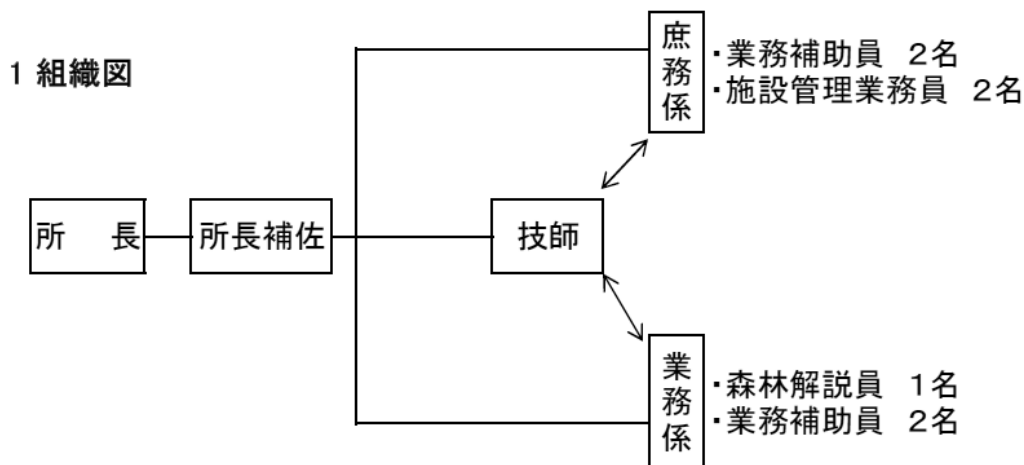 1 組織図
所　長
所長補佐
技師
庶務係
・業務補助員　２名
・施設管理業務員　２名
業務係
・森林解説員　１名
・業務補助員　２名